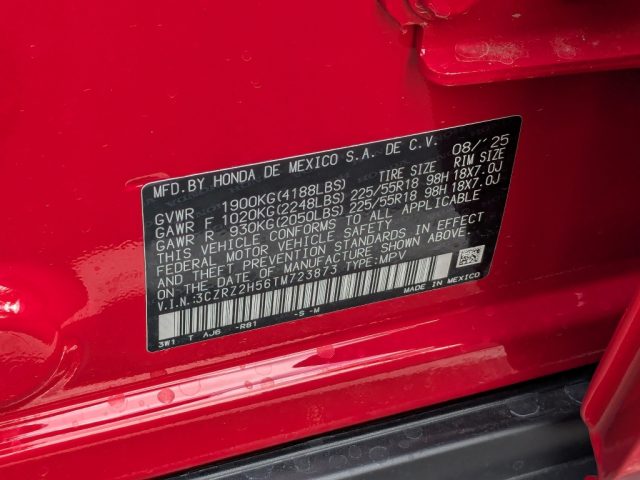 MFD.BY HONDA DE MEXICO S.A. DE C.V. 08/'25
TIRE SIZE RIM SIZE
GVWR 1900KG(4188LBS)
GAWR F 1020KG(2248LBS) 225/55R18 98H 18X7.0J
GAWR R 930KG(2050LBS) 225/55R18 98H 18X7.0J
THIS VEHICLE CONFORMS TO ALL APPLICABLE
FEDERAL MOTOR VEHICLE SAFETY
AND THEFT PREVENTION STANDARDS IN EFFECT
ON THE DATE OF MANUFACTURE SHOWN ABOVE.
V.I.N.:3CZRZ2H56TM723873 TYPE:MPV
MADE IN MEXICO
3W1 T AJ6 -R81 -S -M